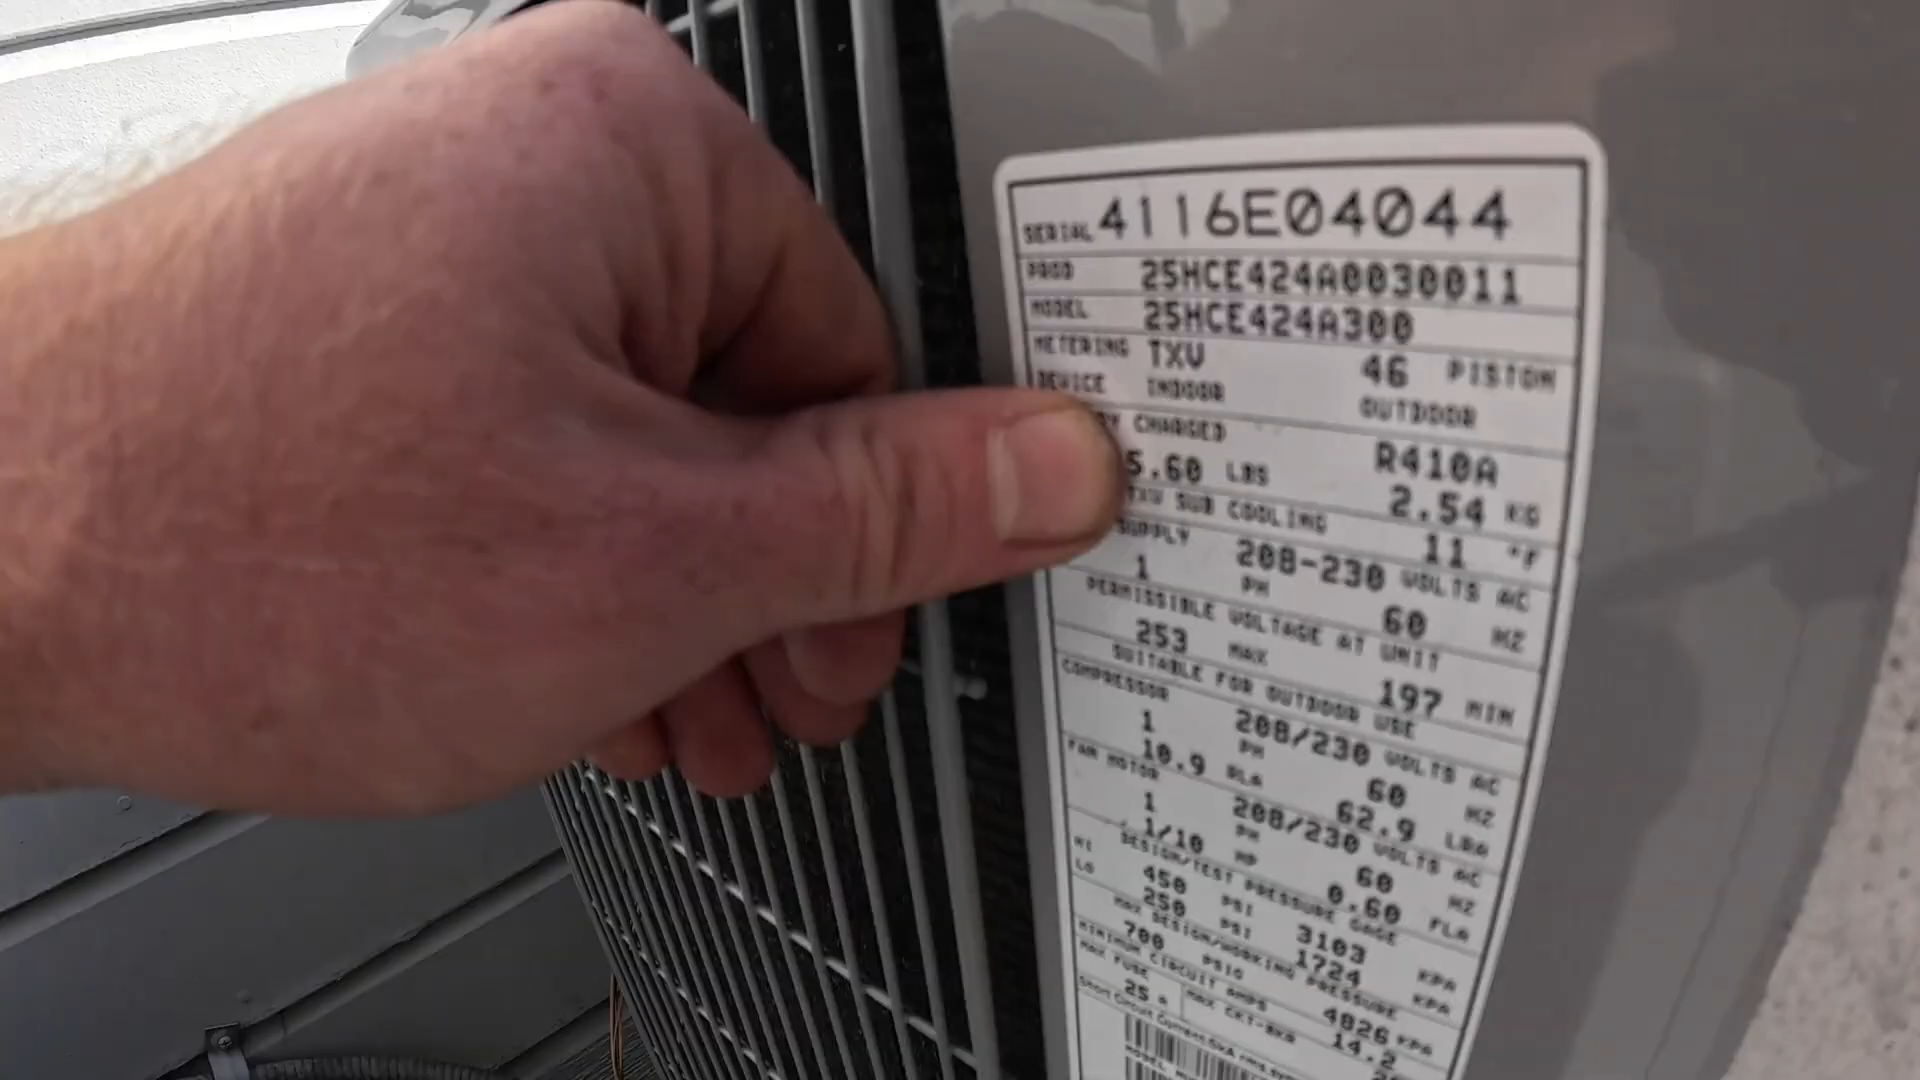 SERIAL 4116E04044
PROD 25HCE424A0030011
MODEL 25HCE424A300
METERING TXV 46 PISTON
DEVICE INDOOR OUTDOOR
RY CHARGED R410A
5.60 LBS 2.54 KG
TXV SUB COOLING 11 °F
SUPPLY 208-230 VOLTS AC
1 PH 60 HZ
PERMISSIBLE VOLTAGE AT UNIT
253 MAX 197 MIN
SUITABLE FOR OUTDOOR USE
COMPRESSOR 208/230 VOLTS AC
1 PH 60 HZ
10.9 RLA 62.9 LRA
FAN MOTOR 208/230 VOLTS AC
1 PH 60 HZ
1/10 HP 0.60 FLA
DESIGN/TEST PRESSURE GAGE
HI 450 PSI 3103 KPA
LO 250 PSI 1724 KPA
MAX DESIGN/WORKING PRESSURE
700 PSIG 4826 KPA
MINIMUM CIRCUIT AMPS 14.2
MAX FUSE MAX CKT-BKR
25 A
Short Circuit Current:
MODEL